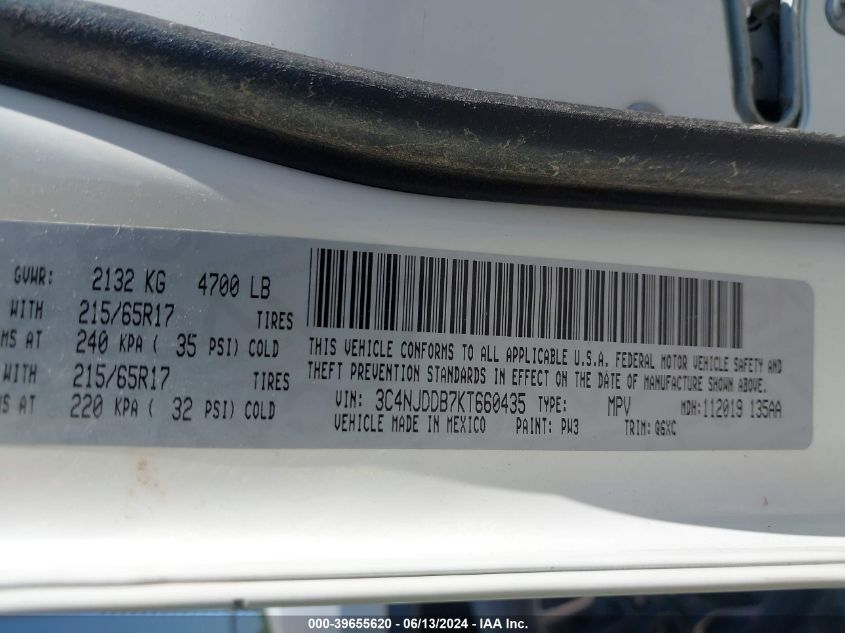 GVWR: 2132 KG 4700 LB
WITH 215/65R17 TIRES
MS AT 240 KPA ( 35 PSI) COLD
WITH 215/65R17 TIRES
MS AT 220 KPA ( 32 PSI) COLD
THIS VEHICLE CONFORMS TO ALL APPLICABLE U.S.A. FEDERAL MOTOR VEHICLE SAFETY AND
THEFT PREVENTION STANDARDS IN EFFECT ON THE DATE OF MANUFACTURE SHOWN ABOVE.
VIN: 3C4NJDDB7KT660435 TYPE: MPV MDH:112019 135AA
VEHICLE MADE IN MEXICO PAINT: PW3 TRIM: Q6XC
000-39655620 - 06/13/2024 - IAA Inc.